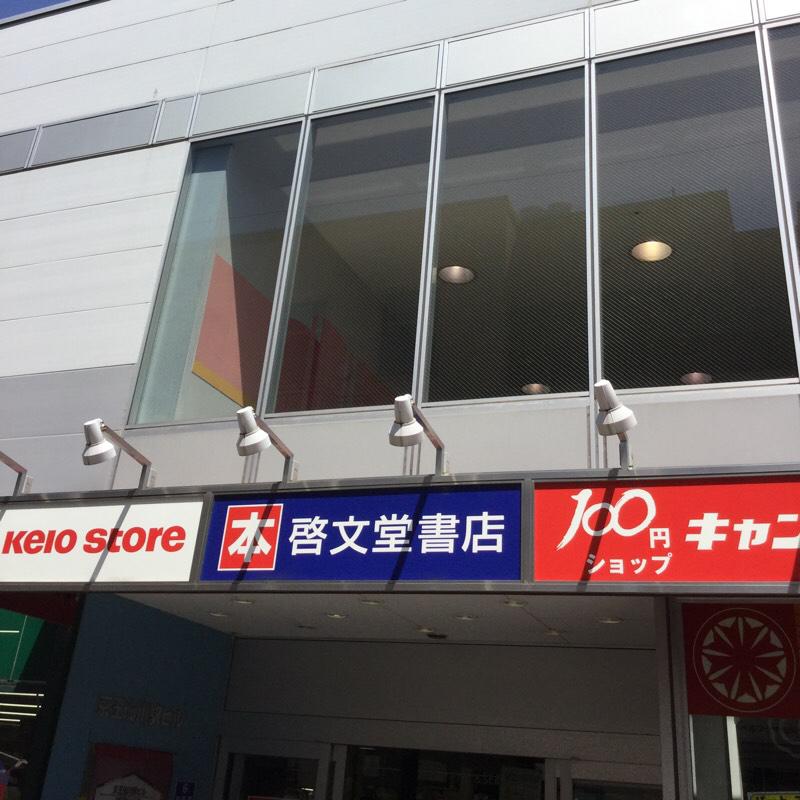 Keio Store
本 啓文堂書店
100円
ショップ
キャン
6